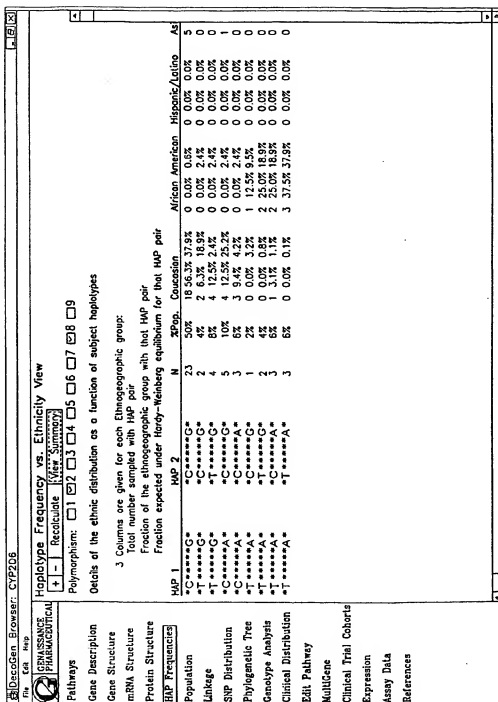 DecoGen Browser: CYP2D6
File Edit Help
GENAISSANCE
PHARMACEUTICAL
Haplotype Frequency vs. Ethnicity View
+ - Recalculate View Summary
Polymorphism: 1 2 3 4 5 6 7 8 9
Details of the ethnic distribution as a function of subject haplotypes
3 Columns are given for each Ethnogeographic group:
Total number sampled with HAP pair
Fraction of the ethnogeographic group with that HAP pair
Fraction expected under Hardy-Weinberg equilibrium for that HAP pair
HAP 1 HAP 2 N %Pop. Caucasian African American Hispanic/Latino As
*C*****G* *C*****G* 23 50% 18 56.3% 37.9% 0 0.0% 0.6% 0 0.0% 0.0% 5
*T*****G* *C*****G* 2 4% 2 6.3% 18.9% 0 0.0% 2.4% 0 0.0% 0.0% 0
*T*****G* *T*****G* 4 8% 4 12.5% 2.4% 0 0.0% 2.4% 0 0.0% 0.0% 0
*C*****A* *C*****G* 5 10% 4 12.5% 25.2% 0 0.0% 2.4% 0 0.0% 0.0% 1
*C*****A* *C*****A* 3 6% 3 9.4% 4.2% 0 0.0% 2.4% 0 0.0% 0.0% 0
*T*****A* *C*****G* 1 2% 0 0.0% 3.2% 1 12.5% 9.5% 0 0.0% 0.0% 0
*T*****A* *T*****G* 2 4% 0 0.0% 0.8% 2 25.0% 18.9% 0 0.0% 0.0% 0
*T*****A* *C*****A* 3 6% 1 3.1% 1.1% 2 25.0% 18.9% 0 0.0% 0.0% 0
*T*****A* *T*****A* 3 6% 0 0.0% 0.1% 3 37.5% 37.9% 0 0.0% 0.0% 0
Pathways
Gene Description
Gene Structure
mRNA Structure
Protein Structure
HAP Frequencies
Population
Linkage
SNP Distribution
Phylogenetic Tree
Genotype Analysis
Clinical Distribution
Edit Pathway
MultiGene
Clinical Trial Cohorts
Expression
Assay Data
References